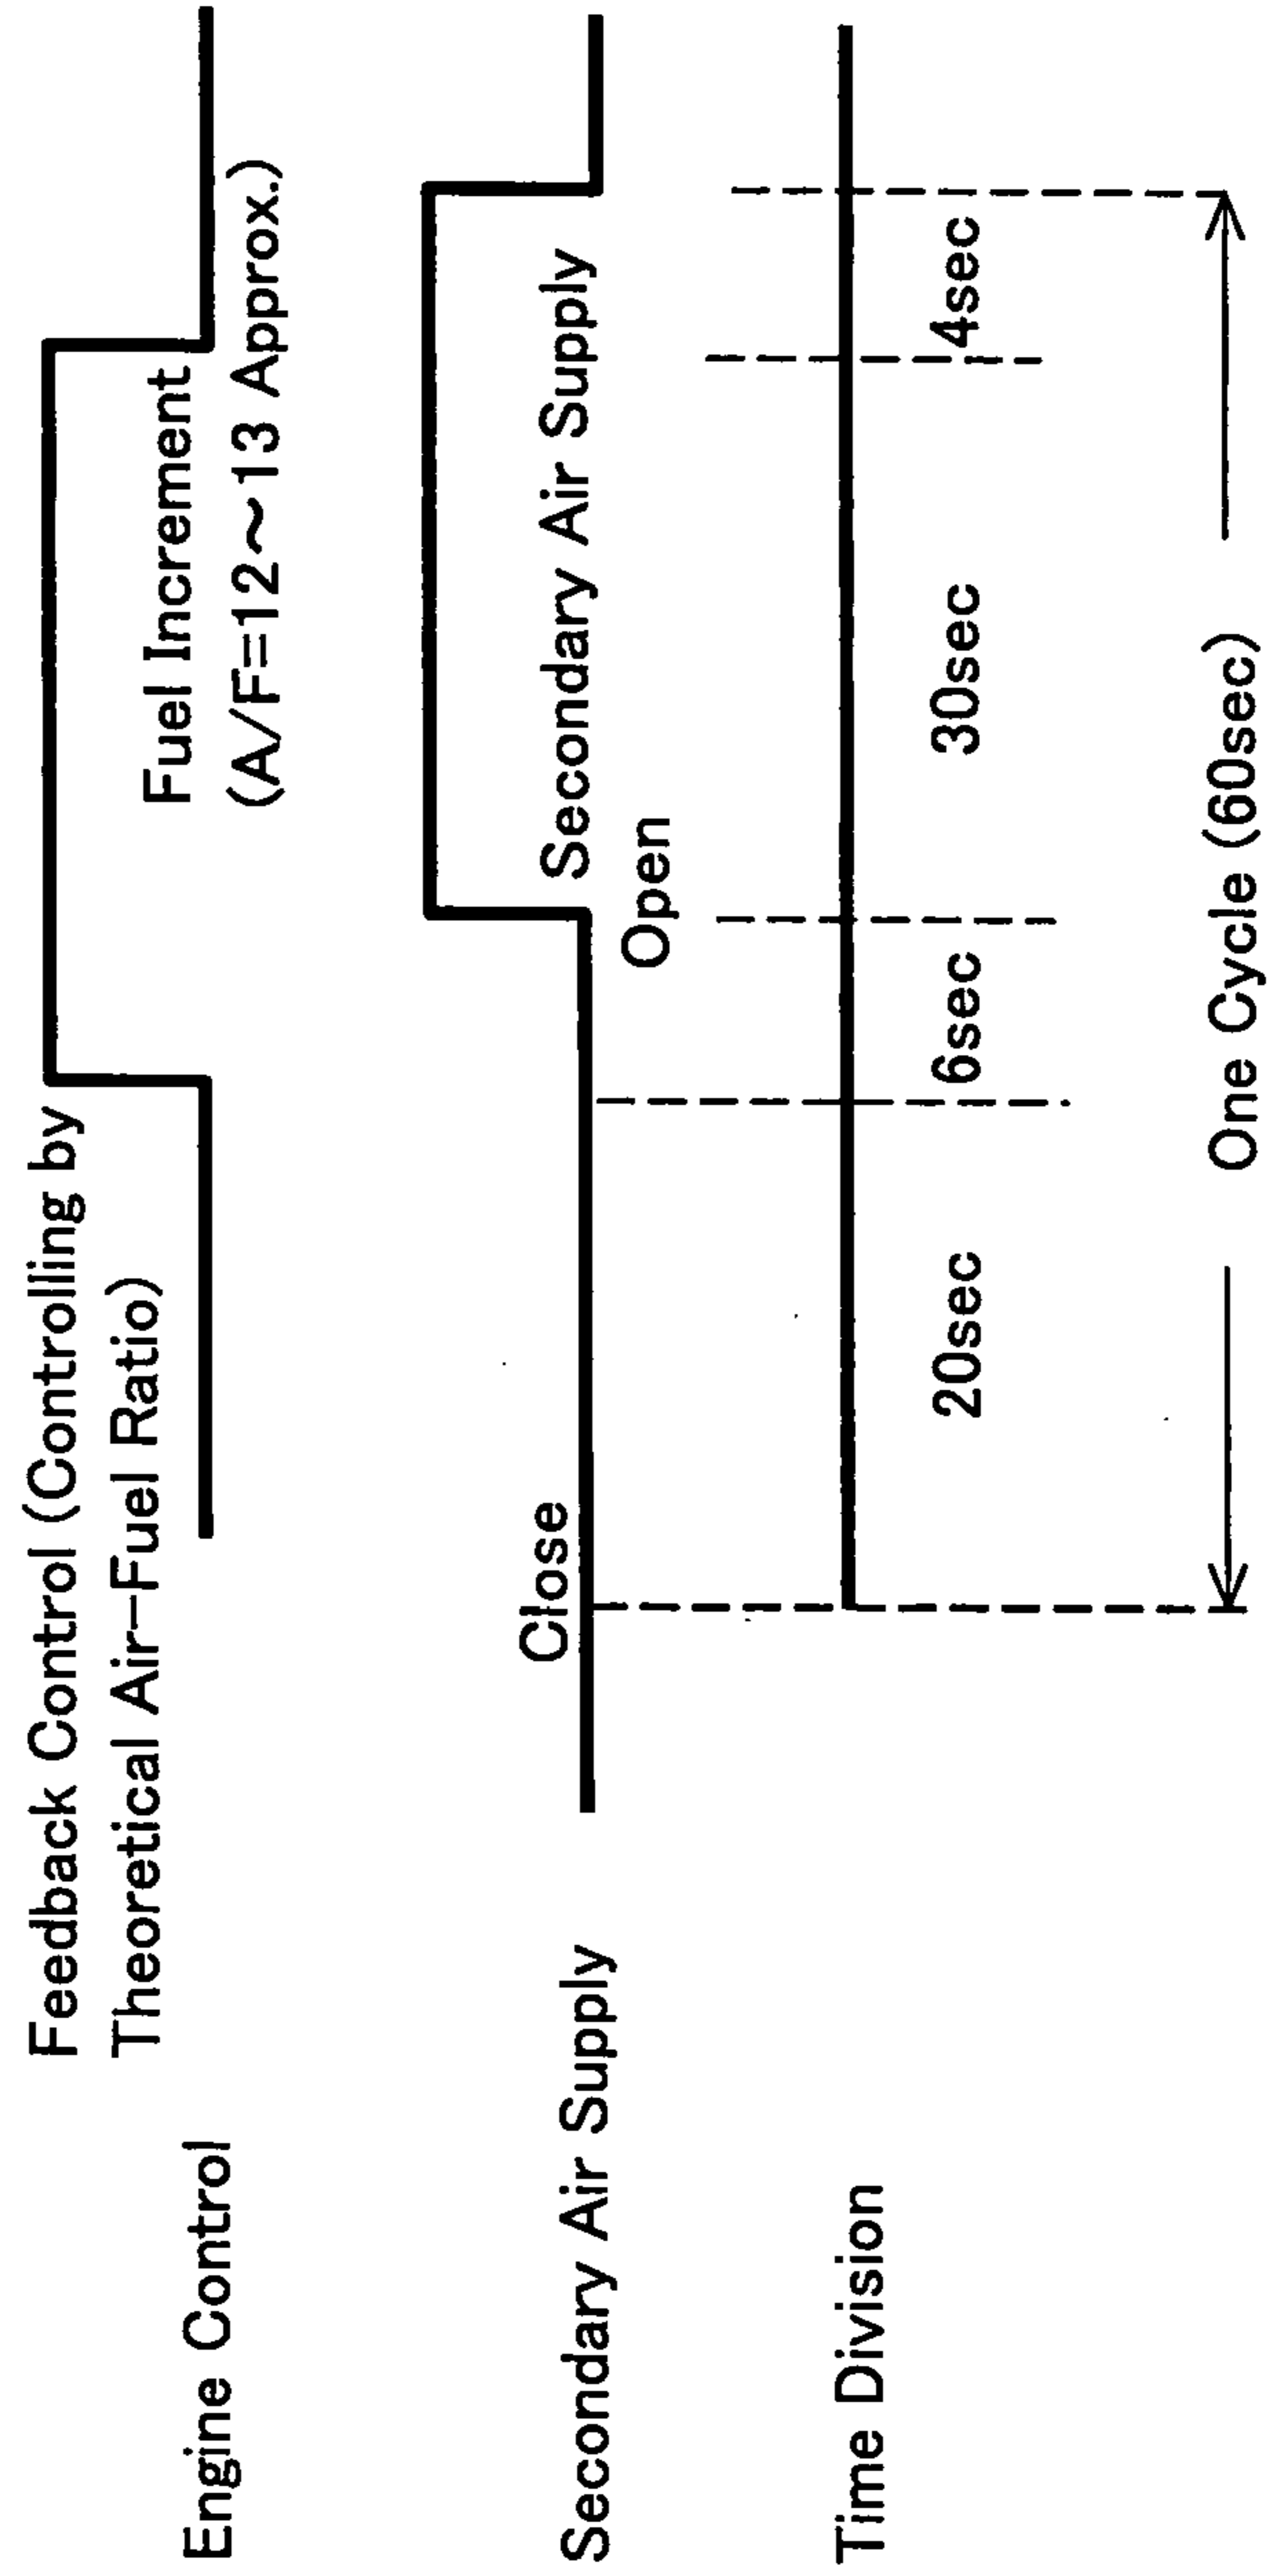 Feedback Control (Controlling by
Theoretical Air–Fuel Ratio)
Engine Control
Fuel Increment
(A/F=12~13 Approx.)
Close
Secondary Air Supply
Secondary Air Supply
Open
Time Division
20sec
6sec
30sec
4sec
One Cycle (60sec)